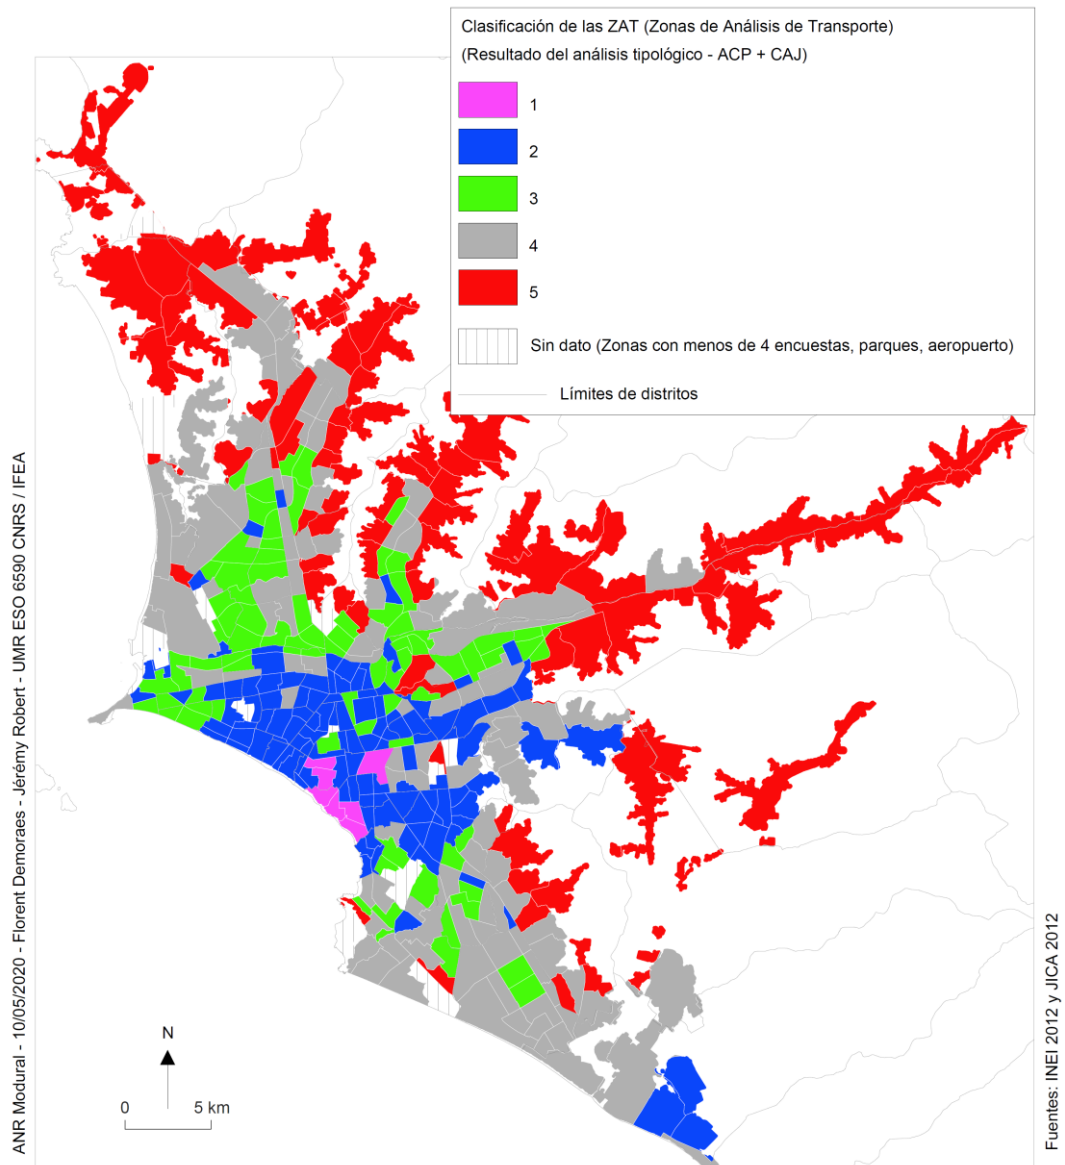 Clasificación de las ZAT (Zonas de Análisis de Transporte)
(Resultado del análisis tipológico - ACP + CAJ)
1
2
3
4
5
Sin dato (Zonas con menos de 4 encuestas, parques, aeropuerto)
Límites de distritos
ANR Modural - 10/05/2020 - Florent Demoraes - Jéremy Robert - UMR ESO 6590 CNRS / IFEA
N
0 5 km
Fuentes: INEI 2012 y JICA 2012